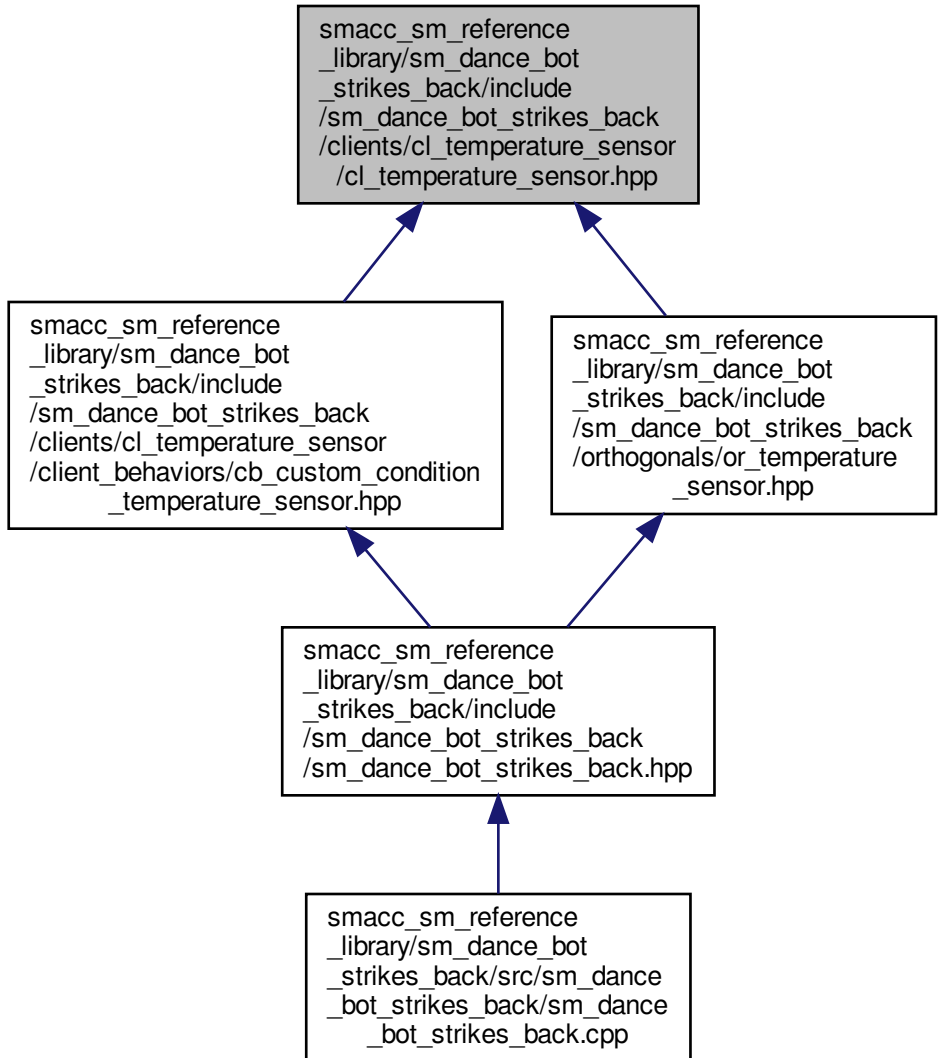 smacc_sm_reference
_library/sm_dance_bot
_strikes_back/include
/sm_dance_bot_strikes_back
/clients/cl_temperature_sensor
/cl_temperature_sensor.hpp
smacc_sm_reference
_library/sm_dance_bot
_strikes_back/include
/sm_dance_bot_strikes_back
/clients/cl_temperature_sensor
/client_behaviors/cb_custom_condition
_temperature_sensor.hpp
smacc_sm_reference
_library/sm_dance_bot
_strikes_back/include
/sm_dance_bot_strikes_back
/orthogonals/or_temperature
_sensor.hpp
smacc_sm_reference
_library/sm_dance_bot
_strikes_back/include
/sm_dance_bot_strikes_back
/sm_dance_bot_strikes_back.hpp
smacc_sm_reference
_library/sm_dance_bot
_strikes_back/src/sm_dance
_bot_strikes_back/sm_dance
_bot_strikes_back.cpp